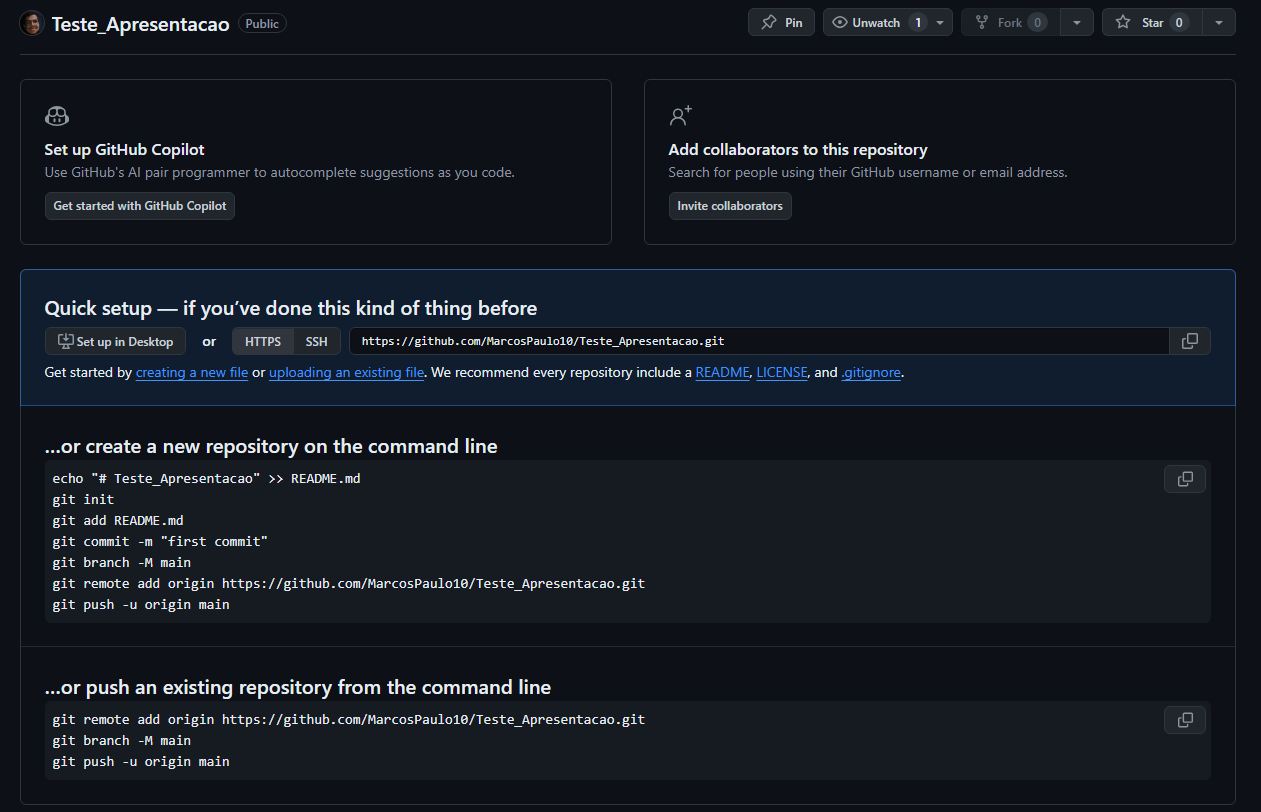 Teste_Apresentacao Public Pin Unwatch 1 Fork 0 Star 0
Set up GitHub Copilot
Use GitHub's AI pair programmer to autocomplete suggestions as you code.
Get started with GitHub Copilot
Add collaborators to this repository
Search for people using their GitHub username or email address.
Invite collaborators
Quick setup — if you’ve done this kind of thing before
Set up in Desktop or HTTPS SSH https://github.com/MarcosPaulo10/Teste_Apresentacao.git
Get started by creating a new file or uploading an existing file. We recommend every repository include a README, LICENSE, and .gitignore.
…or create a new repository on the command line
echo "# Teste_Apresentacao" >> README.md
git init
git add README.md
git commit -m "first commit"
git branch -M main
git remote add origin https://github.com/MarcosPaulo10/Teste_Apresentacao.git
git push -u origin main
…or push an existing repository from the command line
git remote add origin https://github.com/MarcosPaulo10/Teste_Apresentacao.git
git branch -M main
git push -u origin main